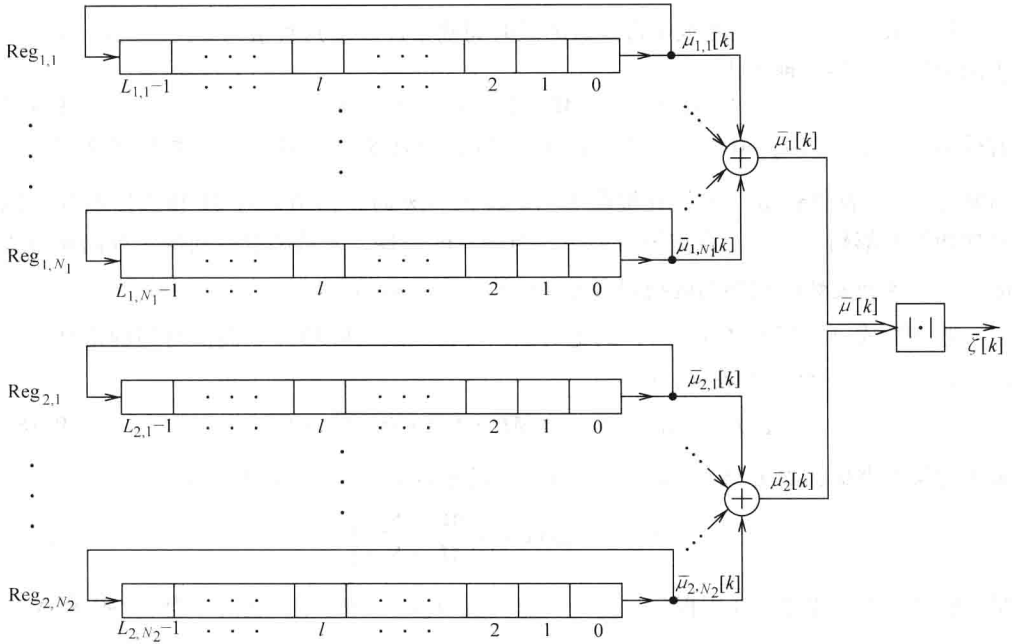 Reg₁,₁ μ̄₁,₁[k]
L₁,₁−1 · · · l · · · 2 1 0
+ μ̄₁[k]
Reg₁,N₁ μ̄₁,N₁[k]
L₁,N₁−1 · · · l · · · 2 1 0
μ̄[k]
|·| ζ̄[k]
Reg₂,₁ μ̄₂,₁[k]
L₂,₁−1 · · · l · · · 2 1 0
+ μ̄₂[k]
Reg₂,N₂ μ̄₂,N₂[k]
L₂,N₂−1 · · · l · · · 2 1 0